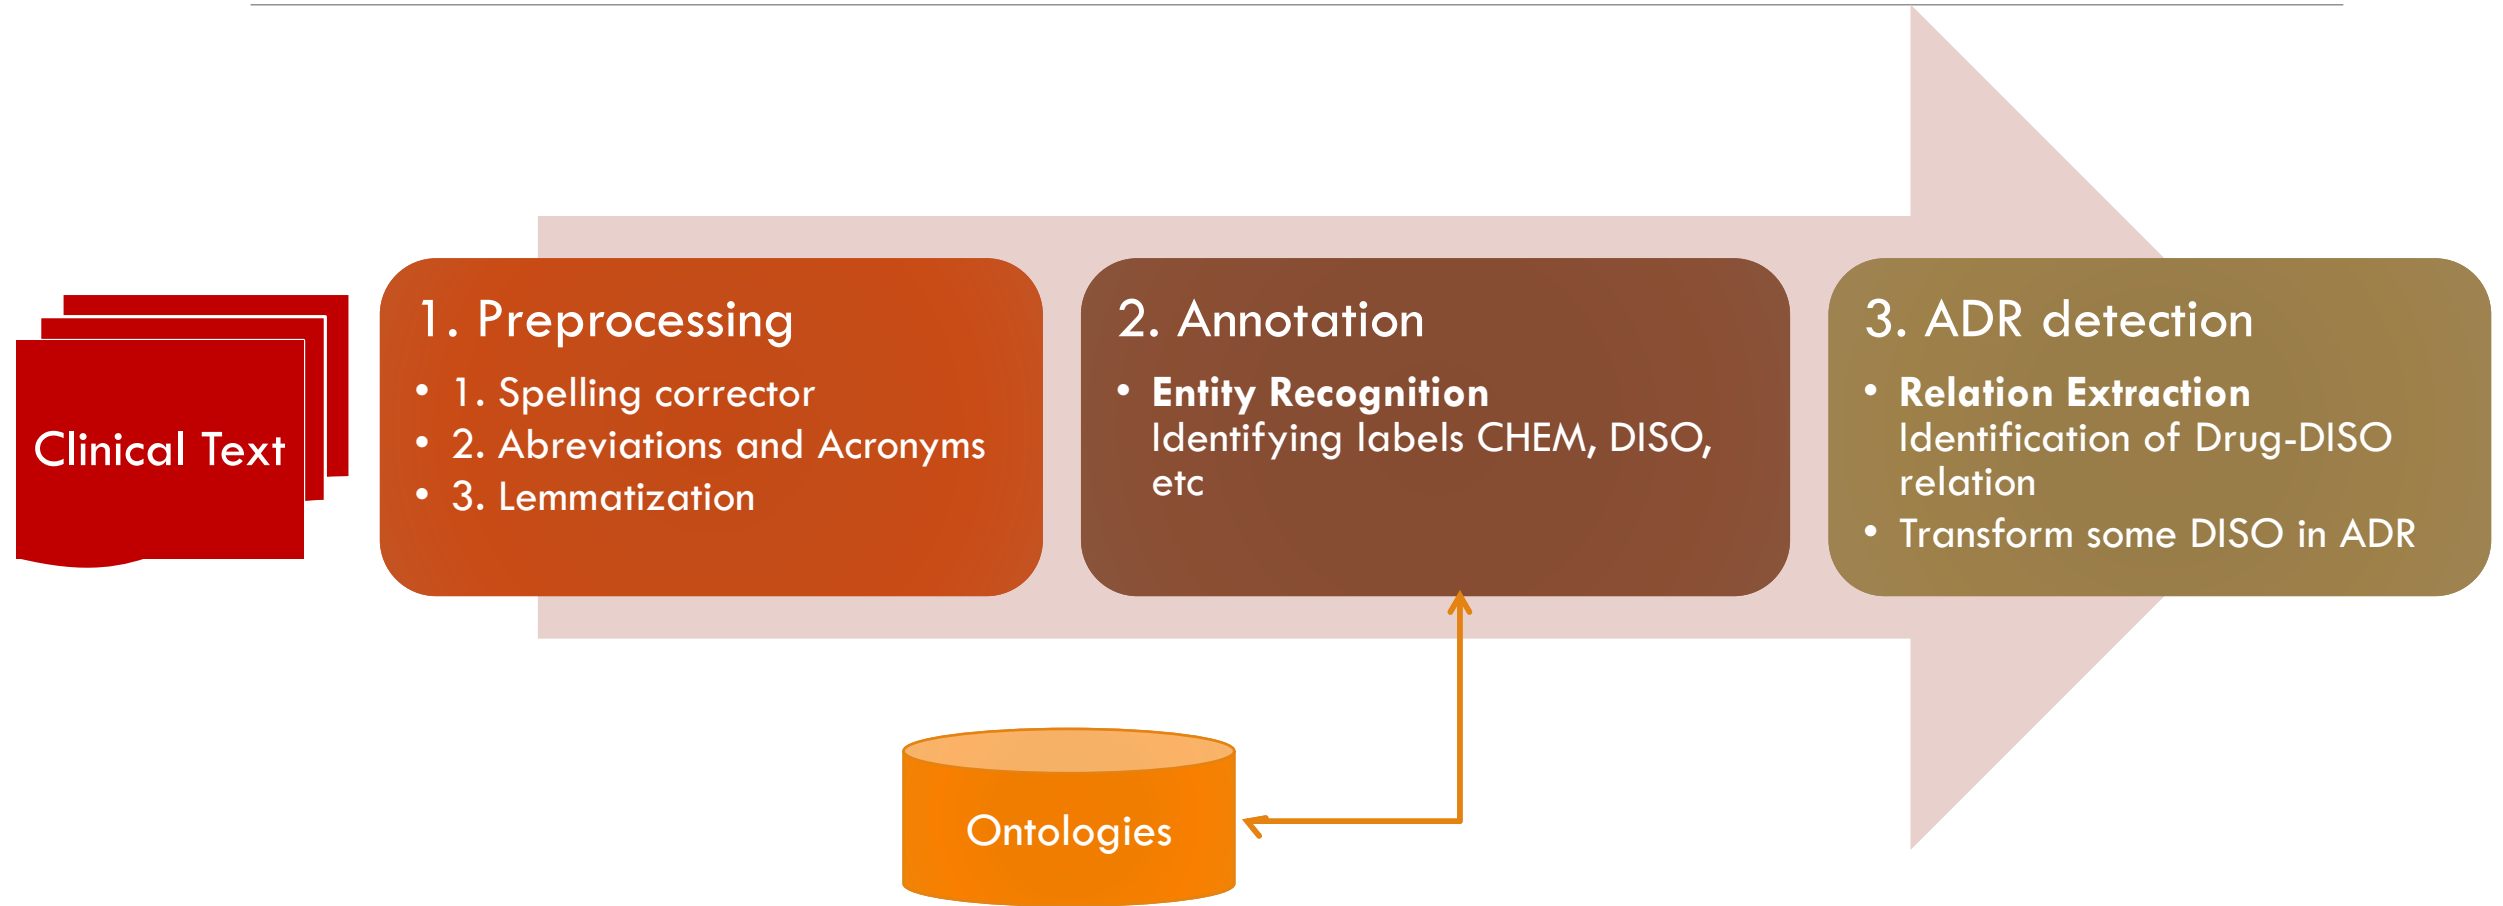 Clinical Text
1. Preprocessing
• 1. Spelling corrector
• 2. Abreviations and Acronyms
• 3. Lemmatization
2. Annotation
• Entity Recognition
Identifying labels CHEM, DISO,
etc
3. ADR detection
• Relation Extraction
Identification of Drug-DISO
relation
• Transform some DISO in ADR
Ontologies